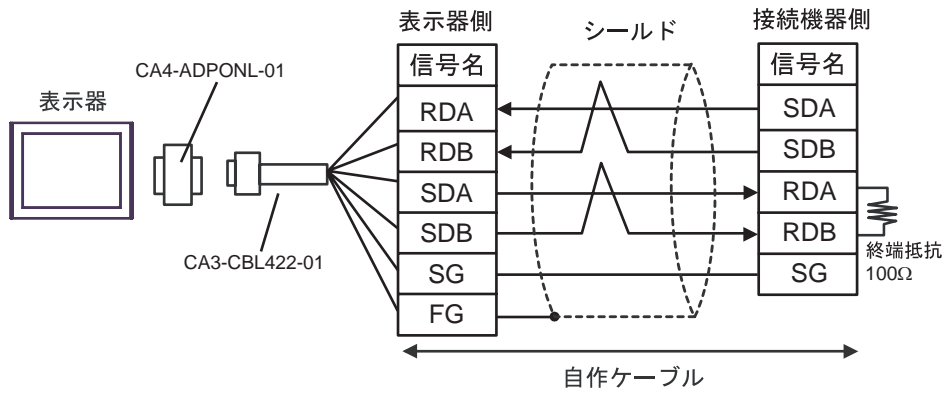 表示器側
シールド
接続機器側
CA4-ADPONL-01
表示器
CA3-CBL422-01
信号名
RDA
RDB
SDA
SDB
SG
FG
信号名
SDA
SDB
RDA
RDB
SG
終端抵抗
100Ω
自作ケーブル